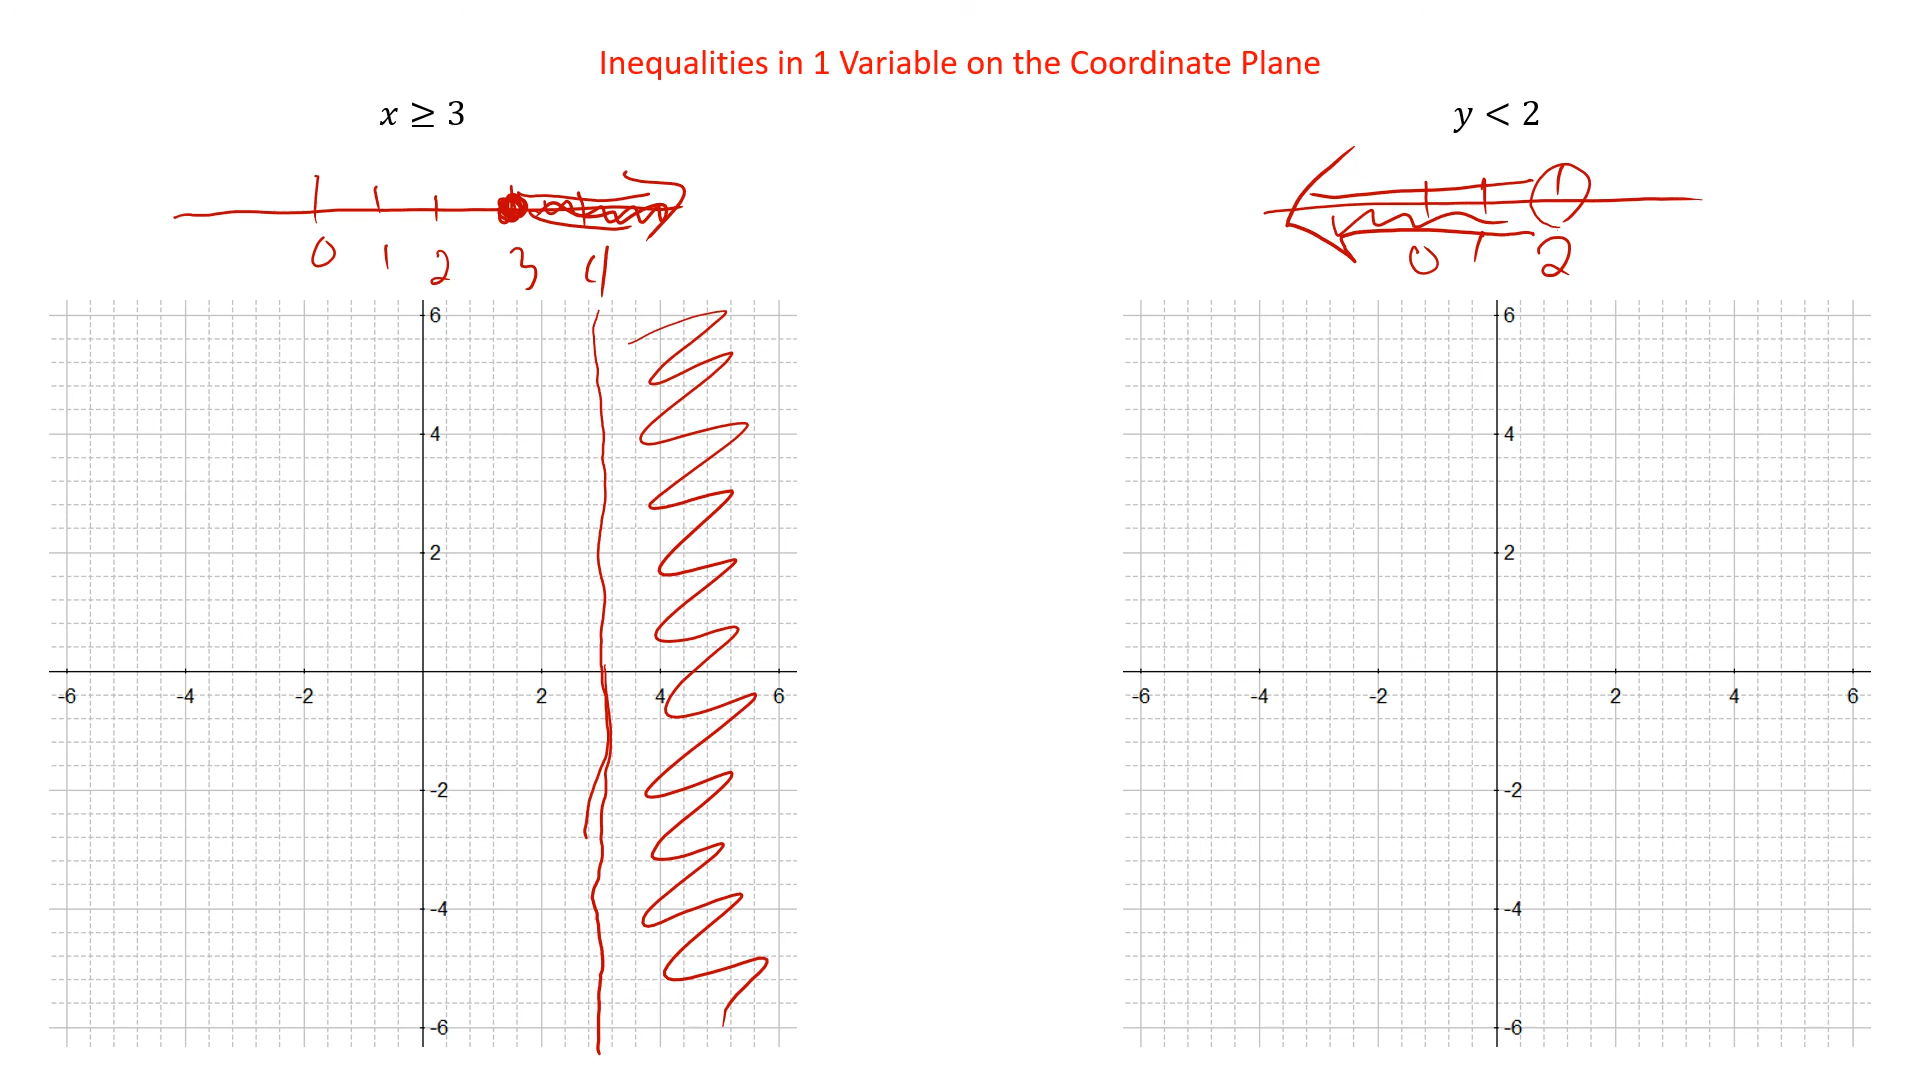 Inequalities in 1 Variable on the Coordinate Plane
x ≥ 3
y < 2
0 1 2 3 4
0 1 2
6
4
2
-6 -4 -2 2 4 6
-2
-4
-6
6
4
2
-6 -4 -2 2 4 6
-2
-4
-6